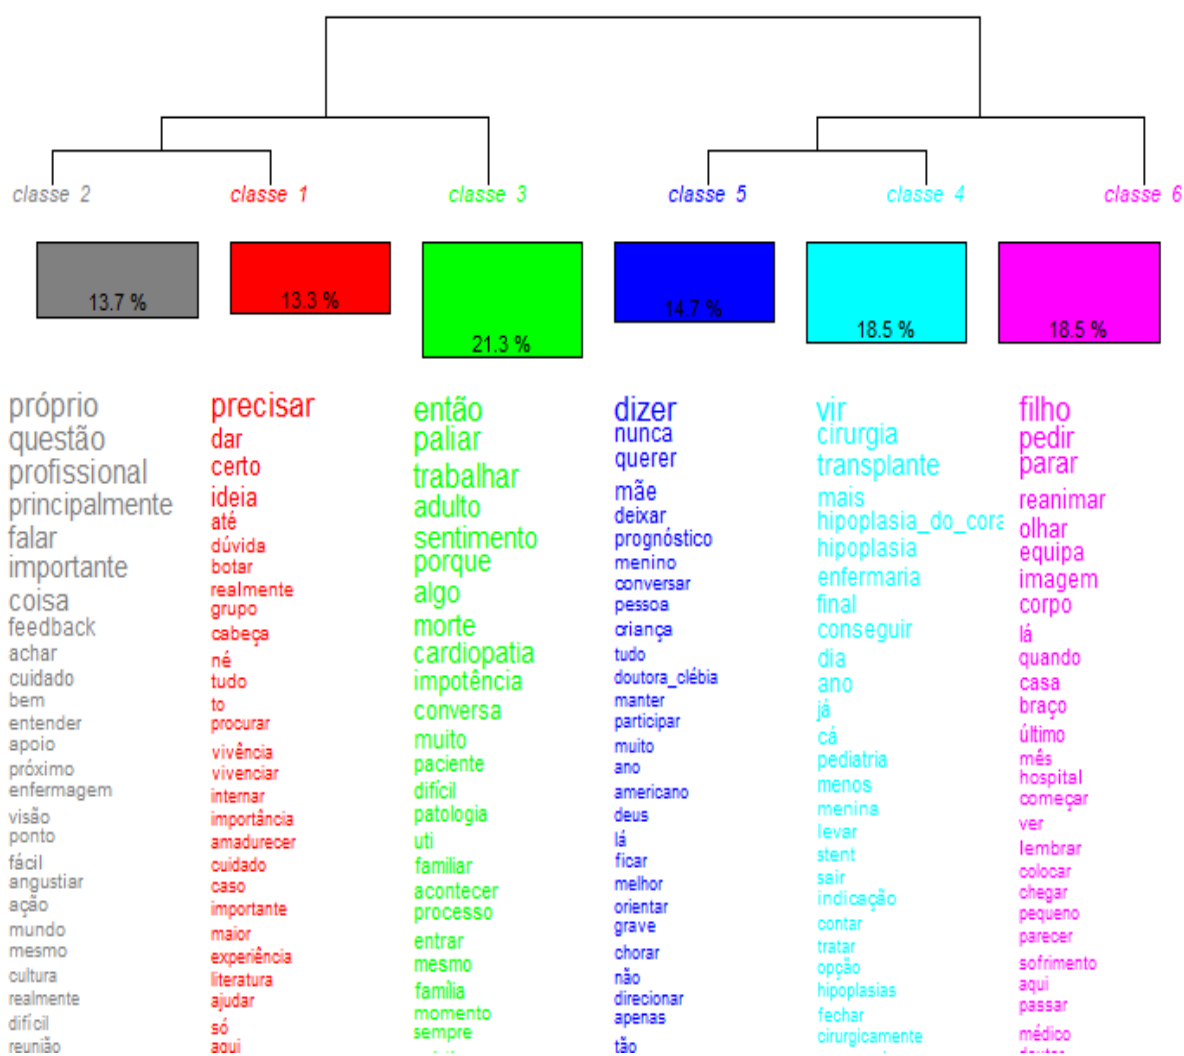 classe 2
classe 1
classe 3
classe 5
classe 4
classe 6
13.7 %
13.3 %
21.3 %
14.7 %
18.5 %
18.5 %
próprio
questão
profissional
principalmente
falar
importante
coisa
feedback
achar
cuidado
bem
entender
apoio
próximo
enfermagem
visão
ponto
fácil
angustiar
ação
mundo
mesmo
cultura
realmente
difícil
reunião
precisar
dar
certo
ideia
até
dúvida
botar
realmente
grupo
cabeça
né
tudo
to
procurar
vivência
vivenciar
internar
importância
amadurecer
cuidado
caso
importante
maior
experiência
literatura
ajudar
só
aqui
então
paliar
trabalhar
adulto
sentimento
porque
algo
morte
cardiopatia
impotência
conversa
muito
paciente
difícil
patologia
uti
familiar
acontecer
processo
entrar
mesmo
família
momento
sempre
dizer
nunca
querer
mãe
deixar
prognóstico
menino
conversar
pessoa
criança
tudo
doutora_clébia
manter
participar
muito
ano
americano
deus
lá
ficar
melhor
orientar
grave
chorar
não
direcionar
apenas
tão
vir
cirurgia
transplante
mais
hipoplasia_do_cora
hipoplasia
enfermaria
final
conseguir
dia
ano
já
cá
pediatria
menos
menina
levar
stent
sair
indicação
contar
tratar
opção
hipoplasias
fechar
cirurgicamente
filho
pedir
parar
reanimar
olhar
equipa
imagem
corpo
lá
quando
casa
braço
último
mês
hospital
começar
ver
lembrar
colocar
chegar
pequeno
parecer
sofrimento
aqui
passar
médico